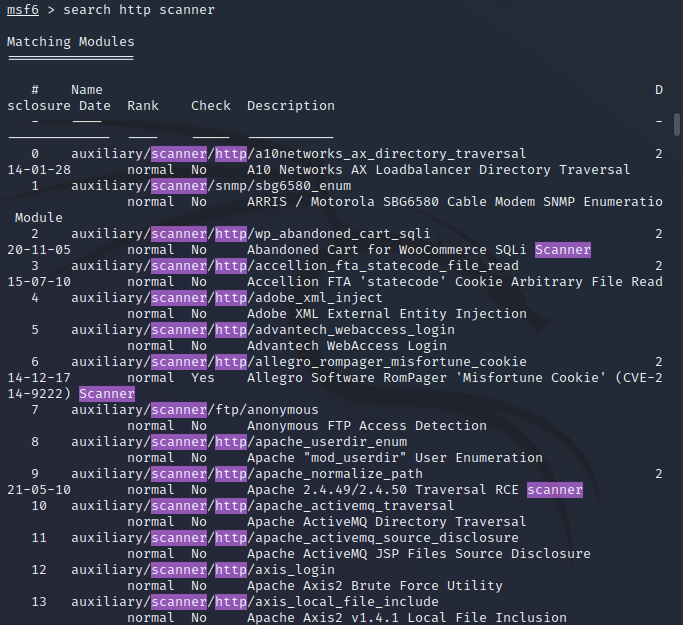 msf6 > search http scanner
Matching Modules
================
# Name D
sclosure Date Rank Check Description
- ---- -
------------- ---- ----- -----------
0 auxiliary/scanner/http/a10networks_ax_directory_traversal 2
14-01-28 normal No A10 Networks AX Loadbalancer Directory Traversal
1 auxiliary/scanner/snmp/sbg6580_enum
normal No ARRIS / Motorola SBG6580 Cable Modem SNMP Enumeratio
Module
2 auxiliary/scanner/http/wp_abandoned_cart_sqli 2
20-11-05 normal No Abandoned Cart for WooCommerce SQLi Scanner
3 auxiliary/scanner/http/accellion_fta_statecode_file_read 2
15-07-10 normal No Accellion FTA 'statecode' Cookie Arbitrary File Read
4 auxiliary/scanner/http/adobe_xml_inject
normal No Adobe XML External Entity Injection
5 auxiliary/scanner/http/advantech_webaccess_login
normal No Advantech WebAccess Login
6 auxiliary/scanner/http/allegro_rompager_misfortune_cookie 2
14-12-17 normal Yes Allegro Software RomPager 'Misfortune Cookie' (CVE-2
14-9222) Scanner
7 auxiliary/scanner/ftp/anonymous
normal No Anonymous FTP Access Detection
8 auxiliary/scanner/http/apache_userdir_enum
normal No Apache "mod_userdir" User Enumeration
9 auxiliary/scanner/http/apache_normalize_path 2
21-05-10 normal No Apache 2.4.49/2.4.50 Traversal RCE scanner
10 auxiliary/scanner/http/apache_activemq_traversal
normal No Apache ActiveMQ Directory Traversal
11 auxiliary/scanner/http/apache_activemq_source_disclosure
normal No Apache ActiveMQ JSP Files Source Disclosure
12 auxiliary/scanner/http/axis_login
normal No Apache Axis2 Brute Force Utility
13 auxiliary/scanner/http/axis_local_file_include
normal No Apache Axis2 v1.4.1 Local File Inclusion